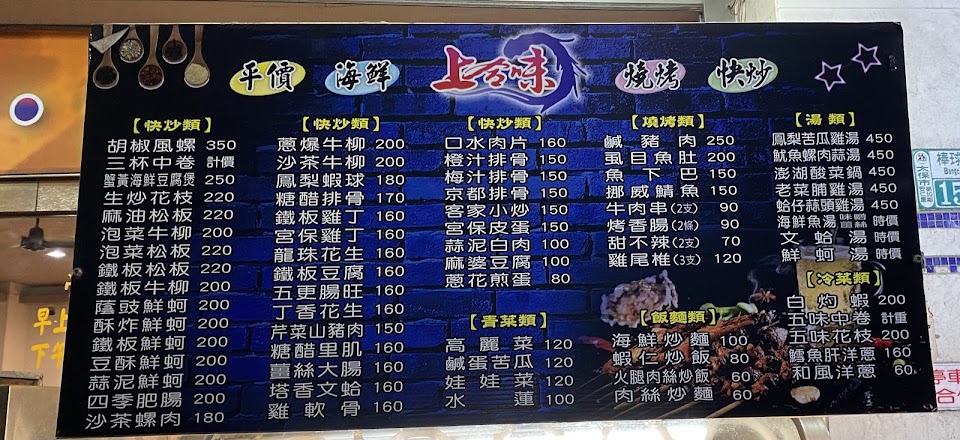 平價 海鮮 上合味 燒烤 快炒
【快炒類】
胡椒風螺 350
三杯中卷 計價
蟹黃海鮮豆腐煲 250
生炒花枝 220
麻油松板 220
泡菜牛柳 200
泡菜松板 220
鐵板松板 220
鐵板牛柳 200
蔭豉鮮蚵 200
酥炸鮮蚵 200
鐵板鮮蚵 200
豆酥鮮蚵 200
蒜泥鮮蚵 200
四季肥腸 200
沙茶螺肉 180
【快炒類】
蔥爆牛柳 200
沙茶牛柳 200
鳳梨蝦球 180
糖醋排骨 170
鐵板雞丁 160
宮保雞丁 160
龍珠花生 160
鐵板豆腐 160
五更腸旺 160
丁香花生 160
芹菜山豬肉 150
糖醋里肌 160
薑絲大腸 160
塔香文蛤 160
雞軟骨 160
【快炒類】
口水肉片 160
橙汁排骨 150
梅汁排骨 150
京都排骨 150
客家小炒 150
宮保皮蛋 150
蒜泥白肉 100
麻婆豆腐 100
蔥花煎蛋 80
【青菜類】
高麗菜 120
鹹蛋苦瓜 120
娃娃菜 120
水蓮 100
【燒烤類】
鹹豬肉 250
虱目魚肚 200
魚下巴 150
挪威鯖魚 150
牛肉串(2支) 90
烤香腸(2條) 90
甜不辣(2支) 70
雞尾椎(3支) 120
【飯麵類】
海鮮炒麵 100
蝦仁炒飯 80
火腿肉絲炒飯 60
肉絲炒麵 60
【湯類】
鳳梨苦瓜雞湯 450
魷魚螺肉蒜湯 450
澎湖酸菜鍋 450
老菜脯雞湯 450
蛤仔蒜頭雞湯 450
海鮮魚湯 味噌 薑絲 時價
文蛤湯 時價
鮮蚵湯 時價
【冷菜類】
白灼蝦 200
五味中卷 計重
五味花枝 200
鱈魚肝洋蔥 160
和風洋蔥 60
早上
下午
棒球
15
停車
合作